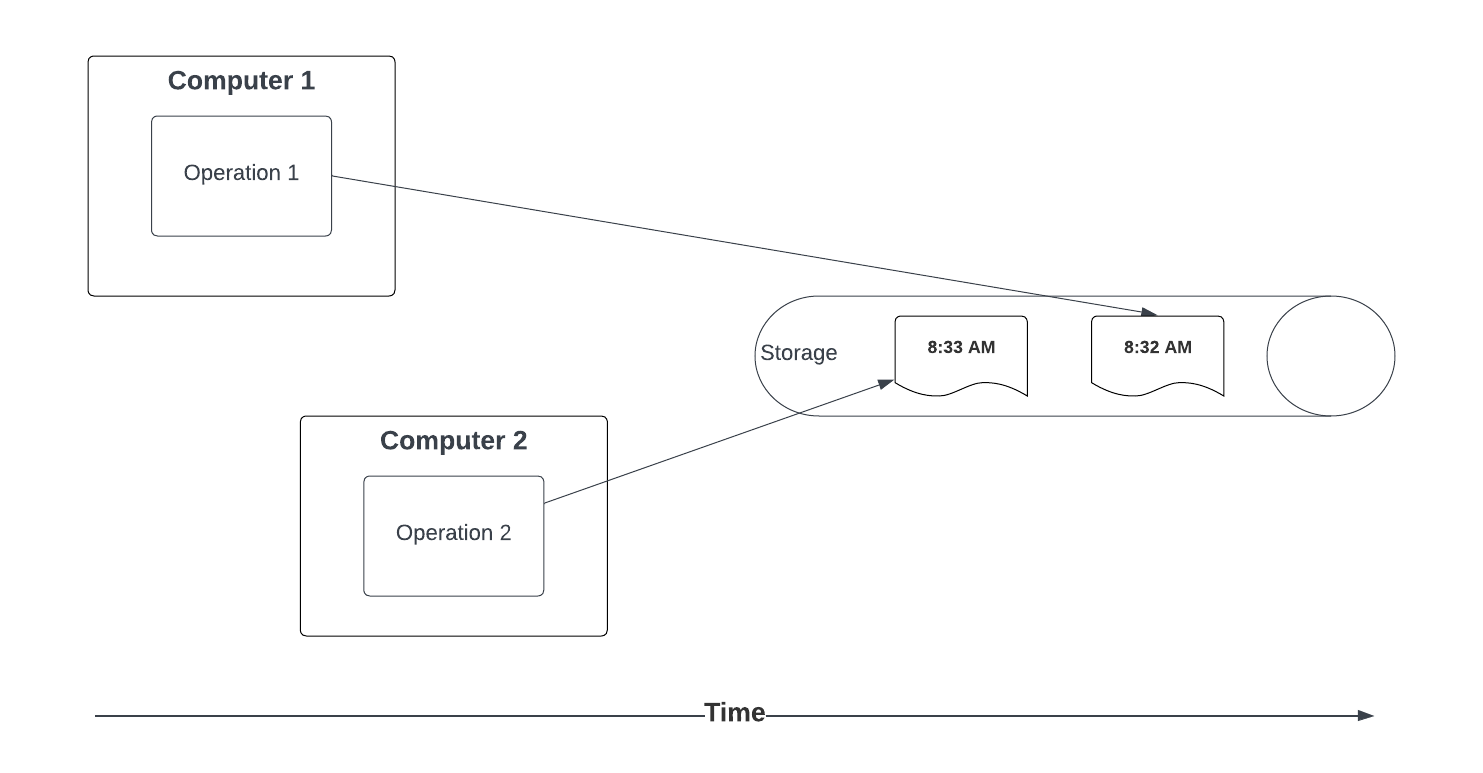 Computer 1
Operation 1
Storage
8:33 AM
8:32 AM
Computer 2
Operation 2
Time